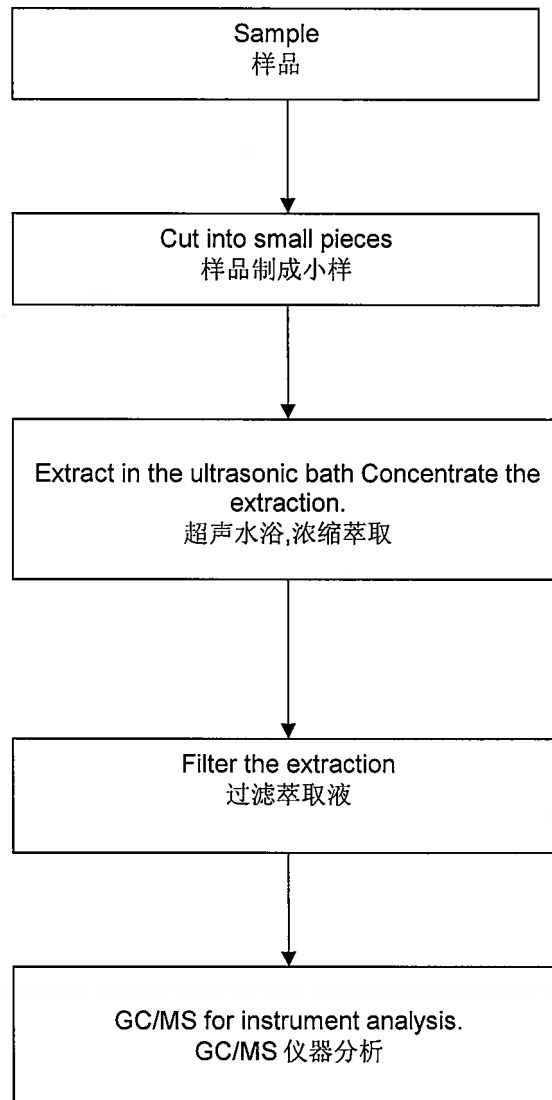 Sample
样品
Cut into small pieces
样品制成小样
Extract in the ultrasonic bath Concentrate the
extraction.
超声水浴,浓缩萃取
Filter the extraction
过滤萃取液
GC/MS for instrument analysis.
GC/MS 仪器分析